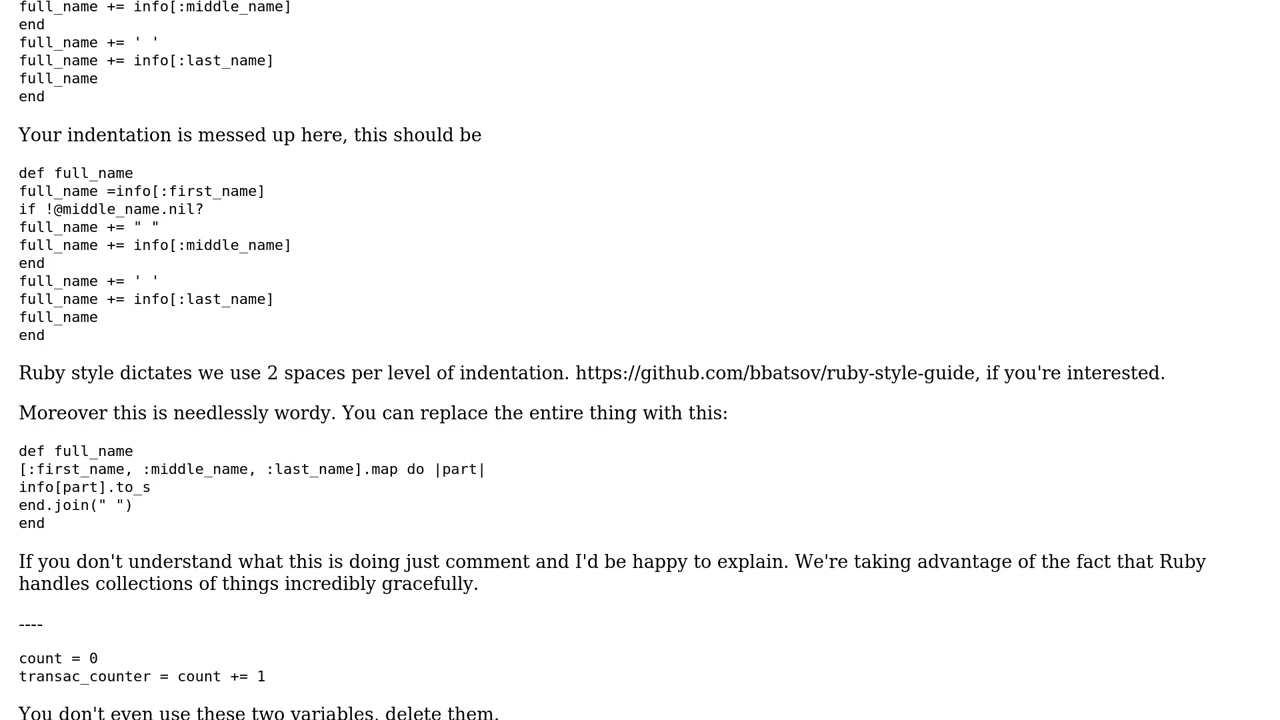 full_name += info[:middle_name]
end
full_name += ' '
full_name += info[:last_name]
full_name
end
Your indentation is messed up here, this should be
def full_name
full_name =info[:first_name]
if !@middle_name.nil?
full_name += " "
full_name += info[:middle_name]
end
full_name += ' '
full_name += info[:last_name]
full_name
end
Ruby style dictates we use 2 spaces per level of indentation. https://github.com/bbatsov/ruby-style-guide, if you're interested.
Moreover this is needlessly wordy. You can replace the entire thing with this:
def full_name
[:first_name, :middle_name, :last_name].map do |part|
info[part].to_s
end.join(" ")
end
If you don't understand what this is doing just comment and I'd be happy to explain. We're taking advantage of the fact that Ruby
handles collections of things incredibly gracefully.
----
count = 0
transac_counter = count += 1
You don't even use these two variables, delete them.